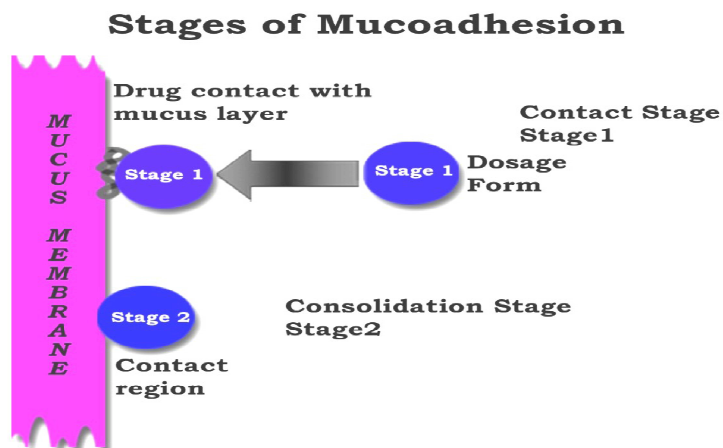 Stages of Mucoadhesion
Drug contact with
mucus layer
Contact Stage
Stage1
MUCUS MEMBRANE
Stage 1
Stage 1
Dosage
Form
Stage 2
Consolidation Stage
Stage2
Contact
region